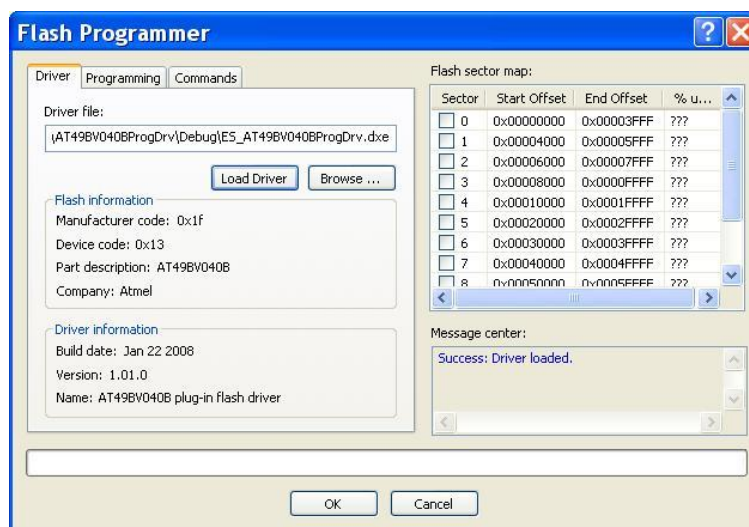 Flash Programmer
Driver Programming Commands
Driver file:
\AT49BV040BProgDrv\Debug\ES_AT49BV040BProgDrv.dxe
Load Driver Browse ...
Flash information
Manufacturer code: 0x1f
Device code: 0x13
Part description: AT49BV040B
Company: Atmel
Driver information
Build date: Jan 22 2008
Version: 1.01.0
Name: AT49BV040B plug-in flash driver
Flash sector map:
Sector Start Offset End Offset % u...
0 0x00000000 0x00003FFF ???
1 0x00004000 0x00005FFF ???
2 0x00006000 0x00007FFF ???
3 0x00008000 0x0000FFFF ???
4 0x00010000 0x0001FFFF ???
5 0x00020000 0x0002FFFF ???
6 0x00030000 0x0003FFFF ???
7 0x00040000 0x0004FFFF ???
8 0x00050000 0x0005FFFF ???
Message center:
Success: Driver loaded.
OK Cancel